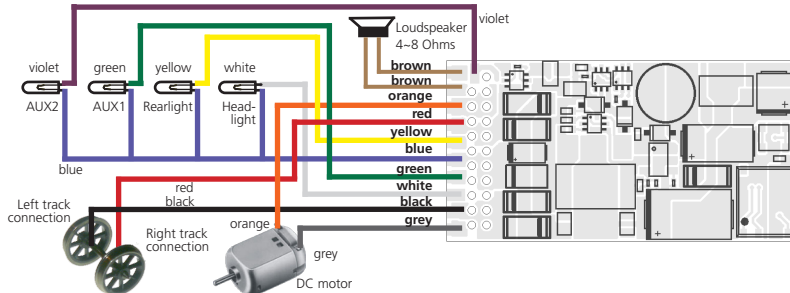 violet
Loudspeaker
4~8 Ohms
violet
green
yellow
white
AUX2
AUX1
Rearlight
Head-
light
brown
brown
orange
red
yellow
blue
green
white
black
grey
blue
red
black
Left track
connection
Right track
connection
orange
grey
DC motor
+
+
+
+